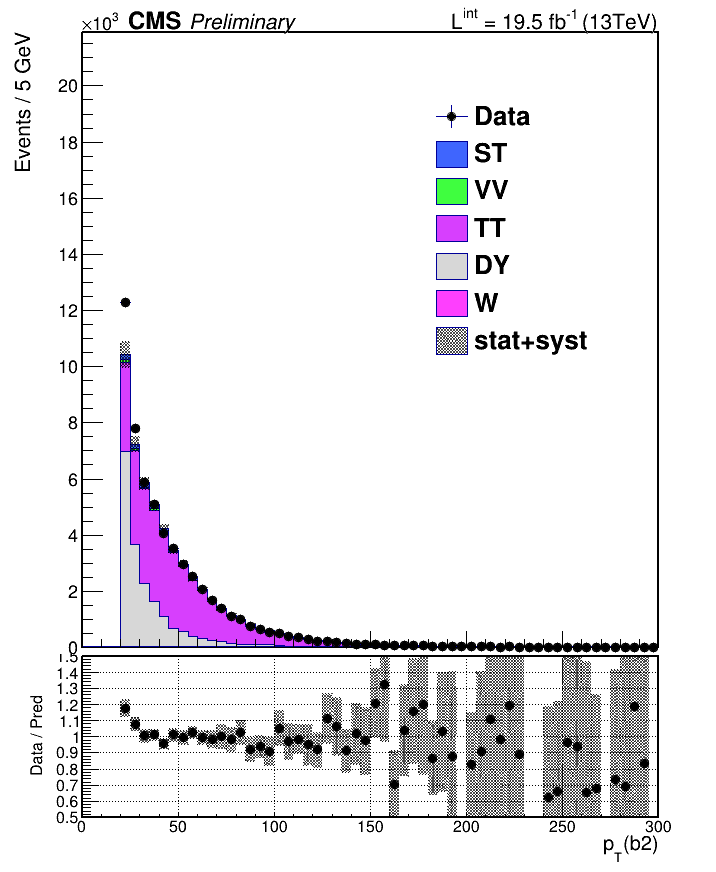 ×10³ CMS Preliminary L^int = 19.5 fb⁻¹ (13TeV)
Events / 5 GeV
20
18
16
14
12
10
8
6
4
2
0
Data
ST
VV
TT
DY
W
stat+syst
Data / Pred
1.5
1.4
1.3
1.2
1.1
1
0.9
0.8
0.7
0.6
0.5
0 50 100 150 200 250 300
p_T(b2)